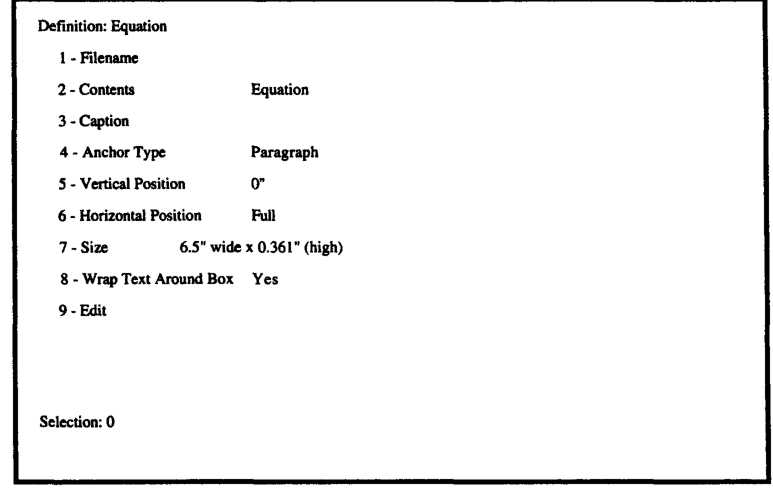 Definition: Equation
1 - Filename
2 - Contents Equation
3 - Caption
4 - Anchor Type Paragraph
5 - Vertical Position 0"
6 - Horizontal Position Full
7 - Size 6.5" wide x 0.361" (high)
8 - Wrap Text Around Box Yes
9 - Edit
Selection: 0